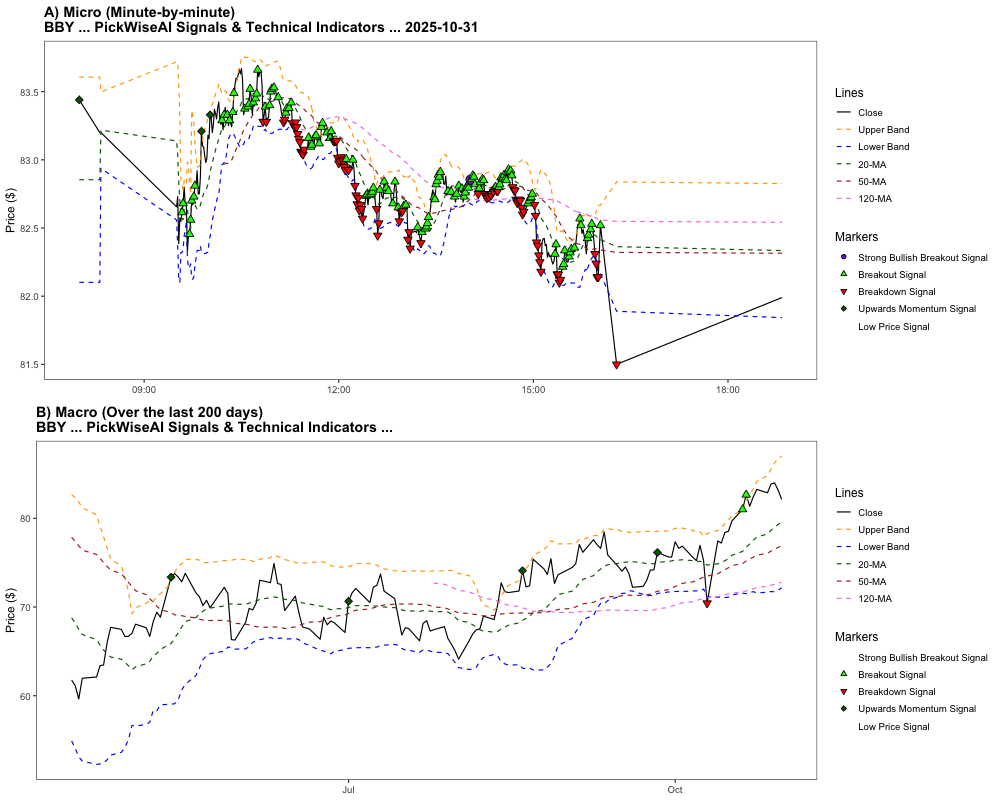 A) Micro (Minute-by-minute)
BBY ... PickWiseAI Signals & Technical Indicators ... 2025-10-31
Price ($)
83.5
83.0
82.5
82.0
81.5
09:00
12:00
15:00
18:00
Lines
Close
Upper Band
Lower Band
20-MA
50-MA
120-MA
Markers
Strong Bullish Breakout Signal
Breakout Signal
Breakdown Signal
Upwards Momentum Signal
Low Price Signal
B) Macro (Over the last 200 days)
BBY ... PickWiseAI Signals & Technical Indicators ...
Price ($)
80
70
60
Jul
Oct
Lines
Close
Upper Band
Lower Band
20-MA
50-MA
120-MA
Markers
Strong Bullish Breakout Signal
Breakout Signal
Breakdown Signal
Upwards Momentum Signal
Low Price Signal